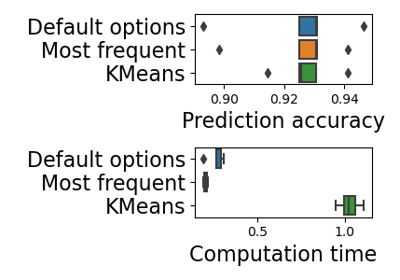 Default options
Most frequent
KMeans
0.90 0.92 0.94
Prediction accuracy
Default options
Most frequent
KMeans
0.5 1.0
Computation time